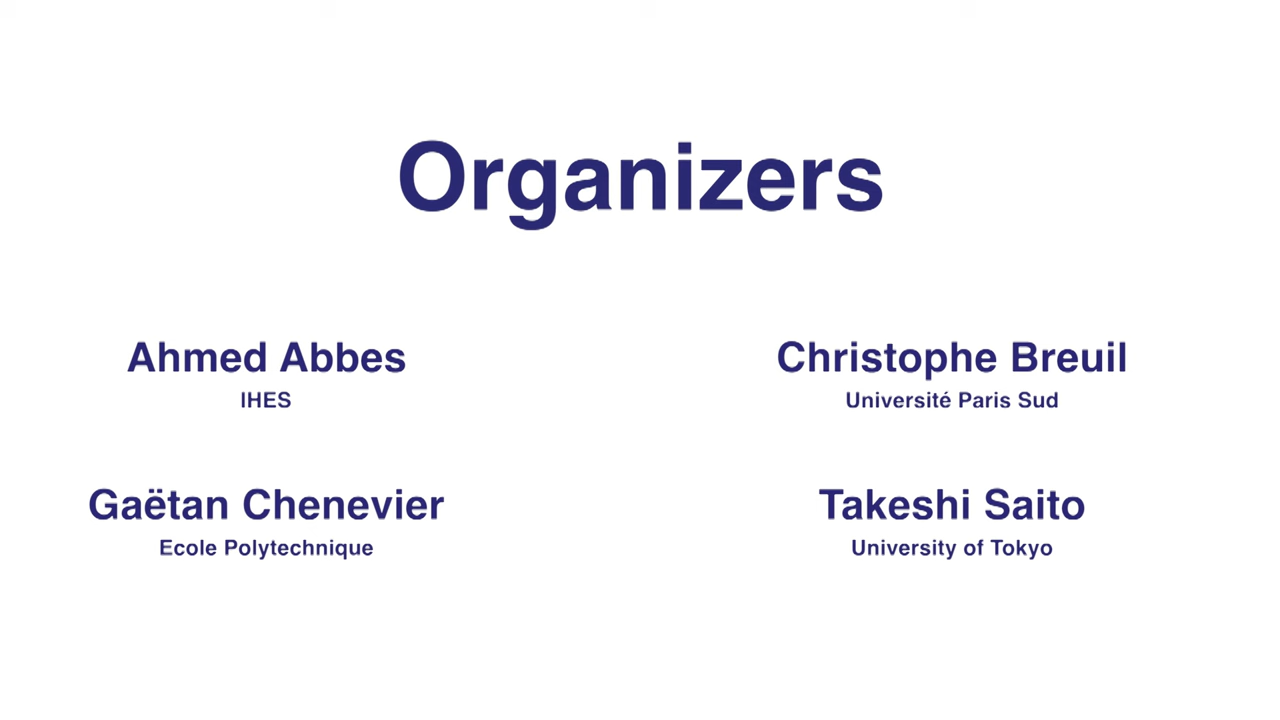 Organizers
Ahmed Abbes
IHES
Christophe Breuil
Université Paris Sud
Gaëtan Chenevier
Ecole Polytechnique
Takeshi Saito
University of Tokyo